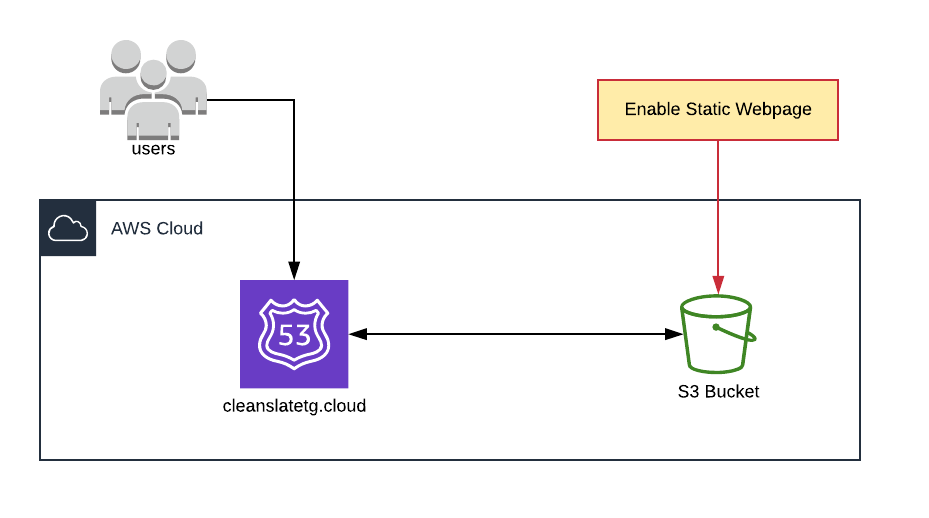 users
Enable Static Webpage
AWS Cloud
53
cleanslatetg.cloud
S3 Bucket